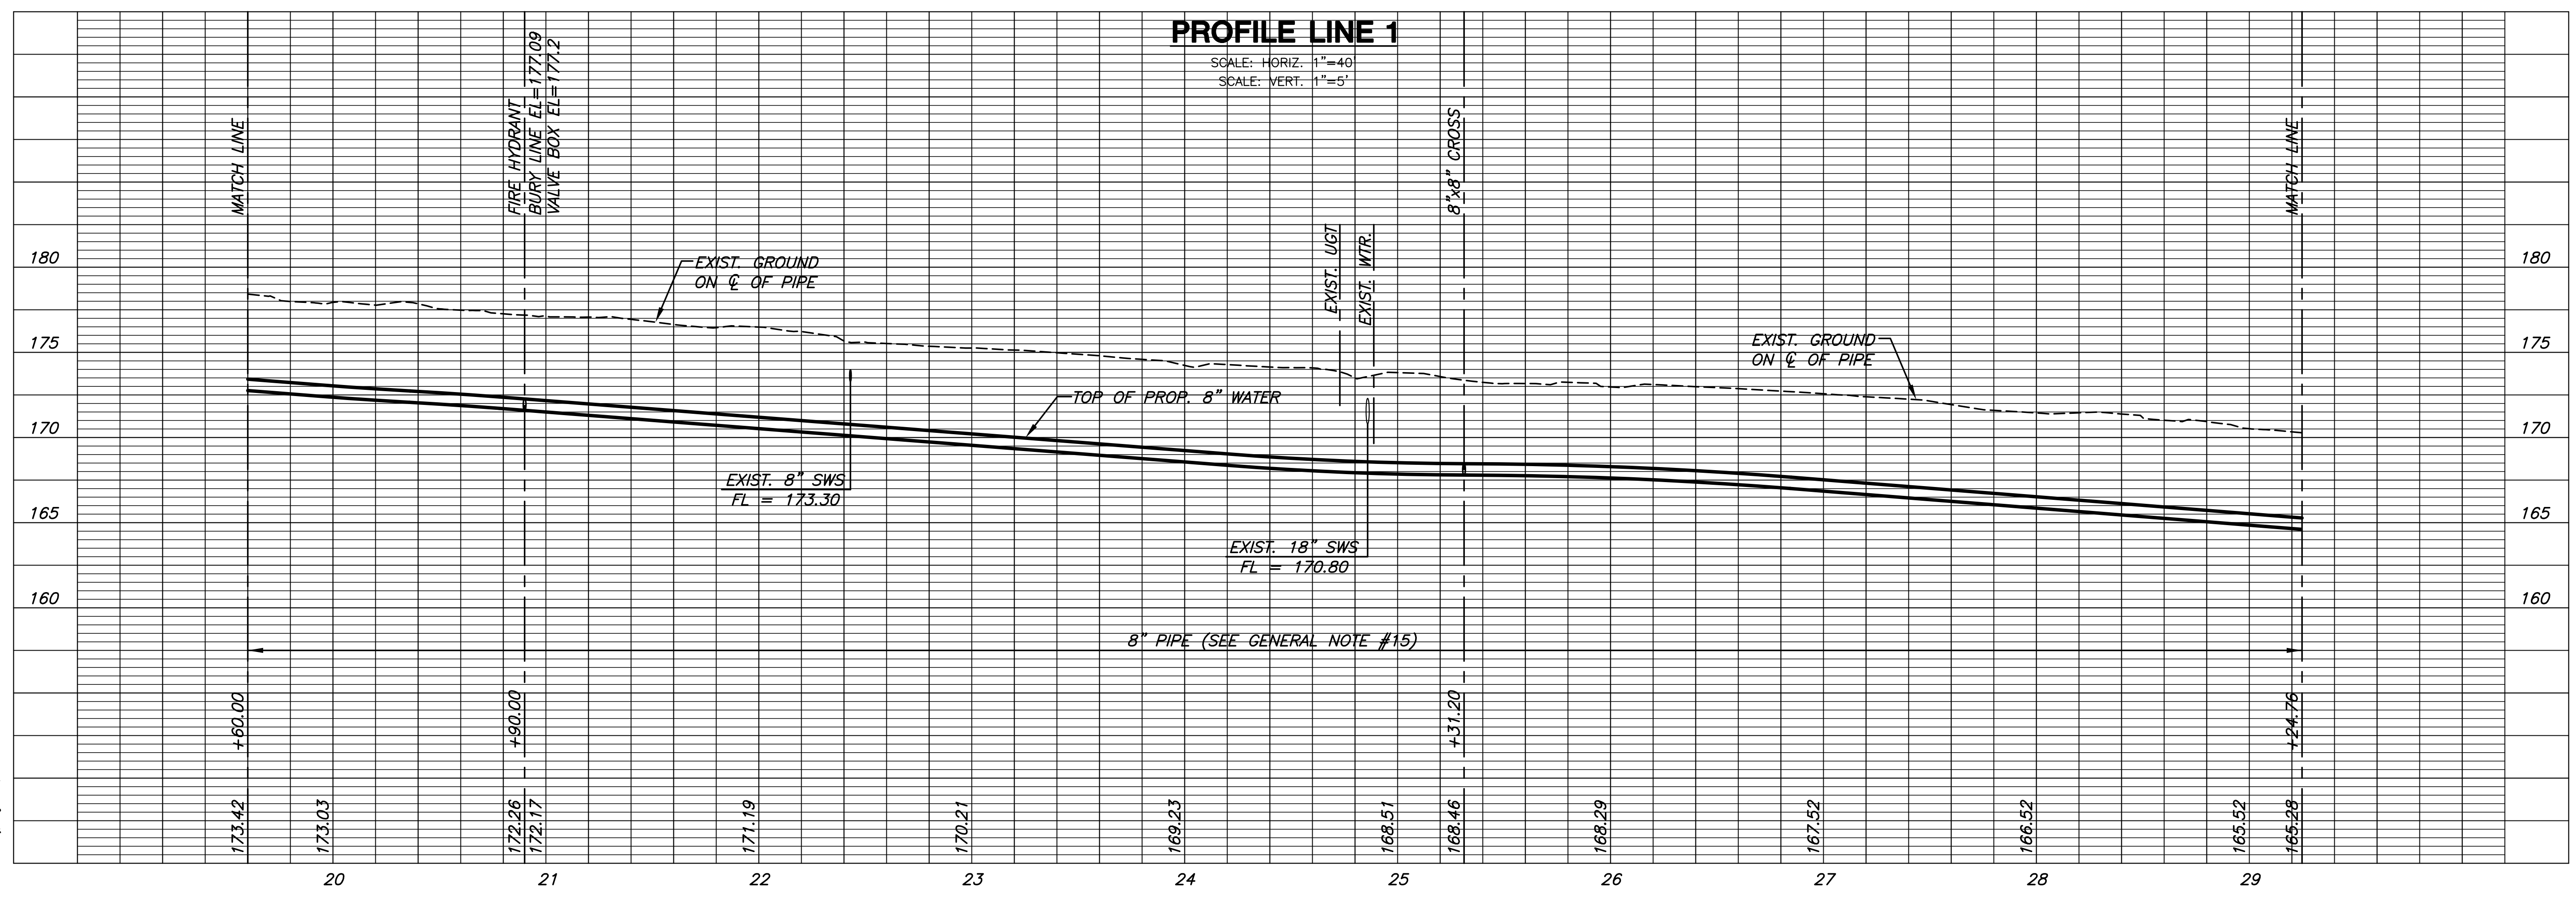 PROFILE LINE 1
SCALE: HORIZ. 1"=40'
SCALE: VERT. 1"=5'
MATCH LINE
FIRE HYDRANT
BURY LINE EL=177.09
VALVE BOX EL=177.2
8"x8" CROSS
MATCH LINE
EXIST. UGT
EXIST. WTR.
180
180
EXIST. GROUND
ON ℄ OF PIPE
175
175
EXIST. GROUND
ON ℄ OF PIPE
TOP OF PROP. 8" WATER
170
170
EXIST. 8" SWS
FL = 173.30
165
165
EXIST. 18" SWS
FL = 170.80
160
160
8" PIPE (SEE GENERAL NOTE #15)
+60.00
+90.00
+31.20
+24.76
173.42
173.03
172.26
172.17
171.19
170.21
169.23
168.51
168.46
168.29
167.52
166.52
165.52
165.28
20
21
22
23
24
25
26
27
28
29